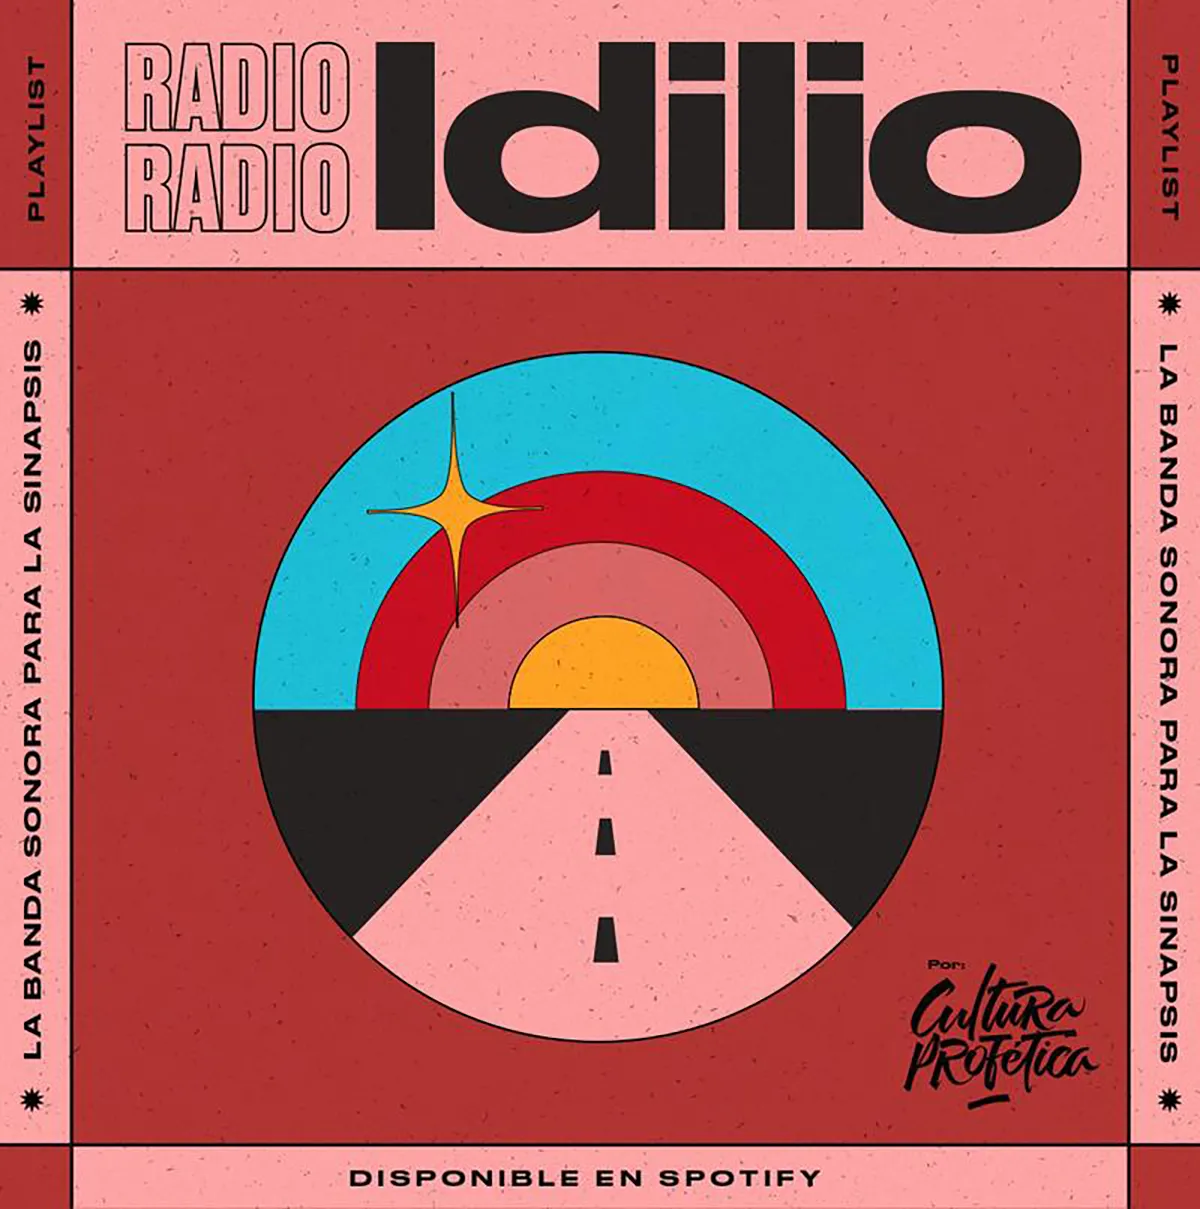 PLAYLIST
RADIO
RADIO
Idilio
PLAYLIST
LA BANDA SONORA PARA LA SINAPSIS
LA BANDA SONORA PARA LA SINAPSIS
Por:
Cultura
Profética
DISPONIBLE EN SPOTIFY